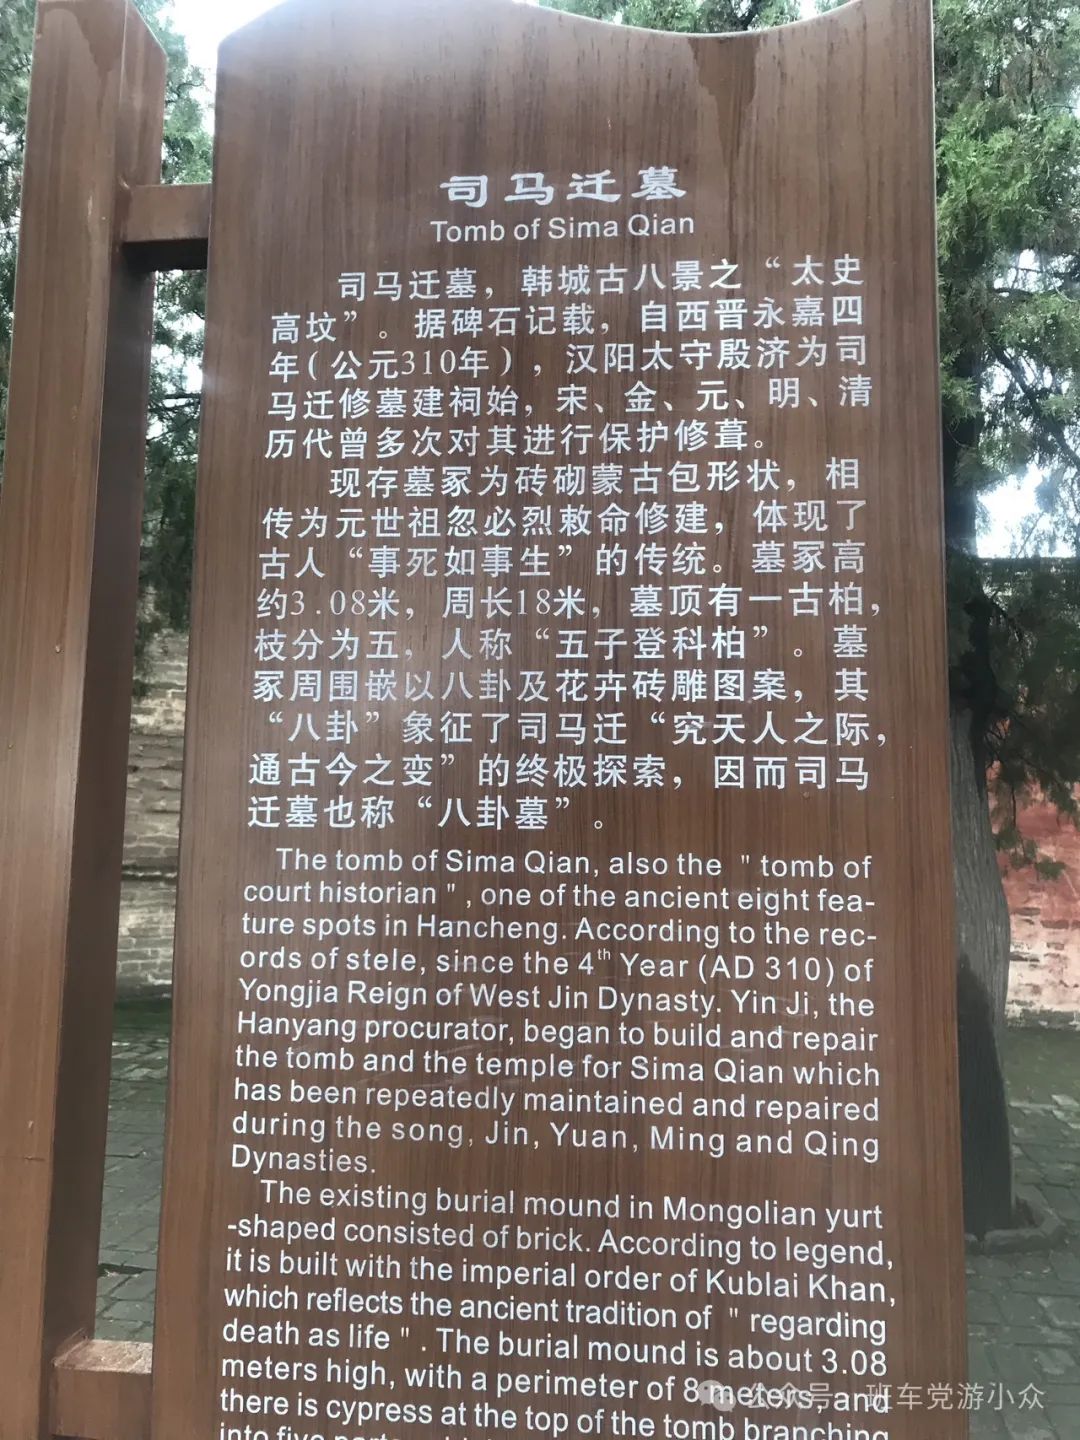 司马迁墓
Tomb of Sima Qian
司马迁墓，韩城古八景之“太史
高坟”。据碑石记载，自西晋永嘉四
年(公元310年)，汉阳太守殷济为司
马迁修墓建祠始，宋、金、元、明、清
历代曾多次对其进行保护修葺。
现存墓冢为砖砌蒙古包形状，相
传为元世祖忽必烈敕命修建，体现了
古人“事死如事生”的传统。墓冢高
约3.08米，周长18米，墓顶有一古柏，
枝分为五，人称“五子登科柏”。墓
冢周围嵌以八卦及花卉砖雕图案，其
“八卦”象征了司马迁“究天人之际，
通古今之变”的终极探索，因而司马
迁墓也称“八卦墓”。
The tomb of Sima Qian, also the "tomb of
court historian", one of the ancient eight fea-
ture spots in Hancheng. According to the rec-
ords of stele, since the 4th Year (AD 310) of
Yongjia Reign of West Jin Dynasty. Yin Ji, the
Hanyang procurator, began to build and repair
the tomb and the temple for Sima Qian which
has been repeatedly maintained and repaired
during the song, Jin, Yuan, Ming and Qing
Dynasties.
The existing burial mound in Mongolian yurt
-shaped consisted of brick. According to legend,
it is built with the imperial order of Kublai Khan,
which reflects the ancient tradition of "regarding
death as life". The burial mound is about 3.08
meters high, with a perimeter of 8 meters, and
there is cypress at the top of the tomb branching
into five
公众号 班车党游小众